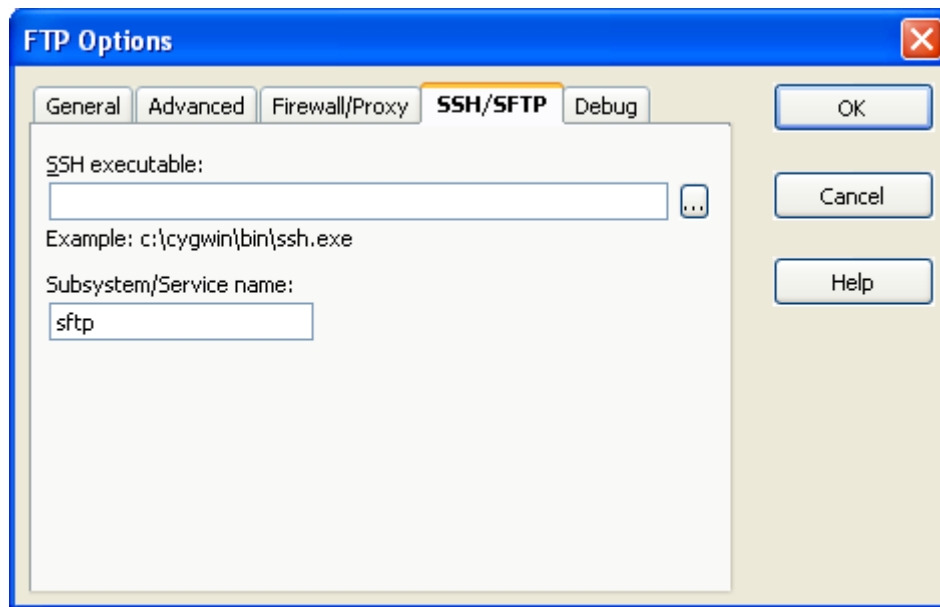 FTP Options
General Advanced Firewall/Proxy SSH/SFTP Debug
OK
SSH executable:
...
Cancel
Example: c:\cygwin\bin\ssh.exe
Subsystem/Service name:
Help
sftp